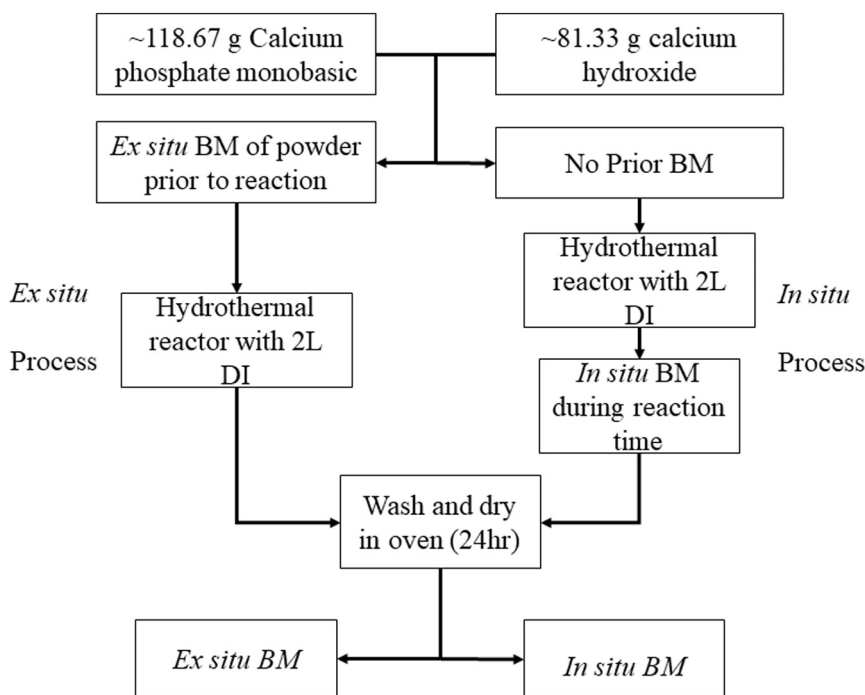 ~118.67 g Calcium
phosphate monobasic
~81.33 g calcium
hydroxide
Ex situ BM of powder
prior to reaction
No Prior BM
Hydrothermal
reactor with 2L
DI
Ex situ
Process
Hydrothermal
reactor with 2L
DI
In situ
Process
In situ BM
during reaction
time
Wash and dry
in oven (24hr)
Ex situ BM
In situ BM